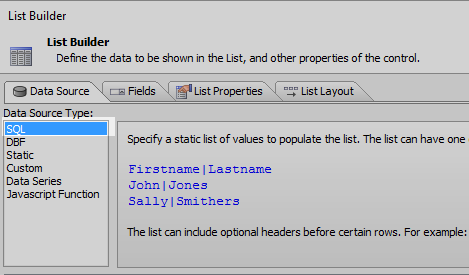 List Builder
List Builder
Define the data to be shown in the List, and other properties of the control.
Data Source Fields List Properties List Layout
Data Source Type:
SQL
DBF
Static
Custom
Data Series
Javascript Function
Specify a static list of values to populate the list. The list can have one
Firstname|Lastname
John|Jones
Sally|Smithers
The list can include optional headers before certain rows. For example: